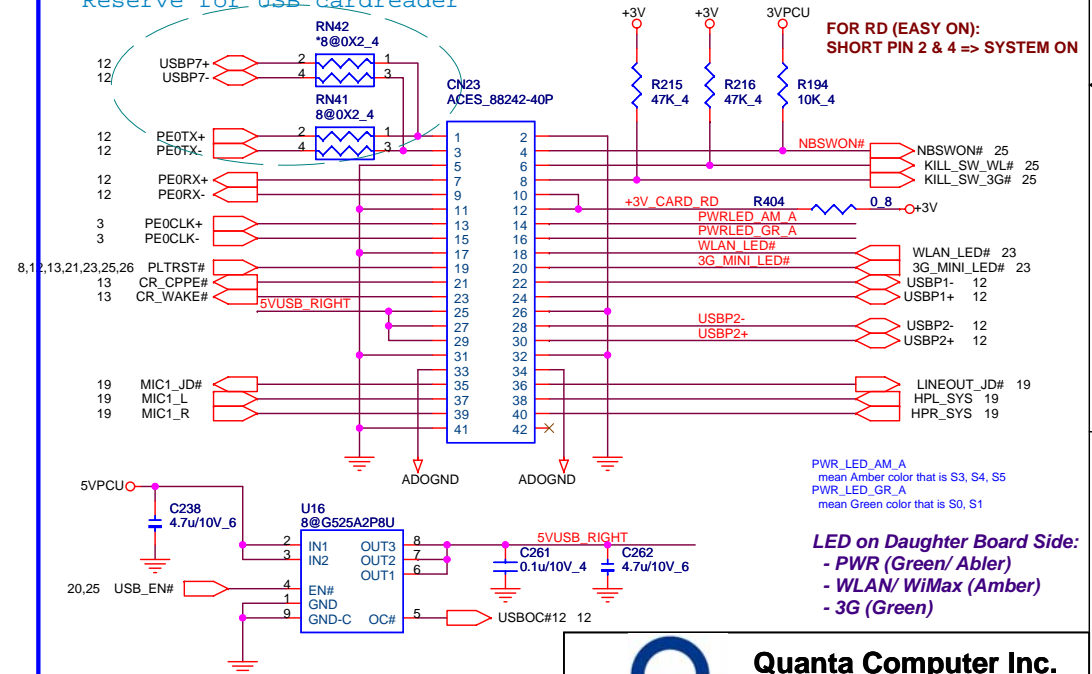 Reserve for USB cardreader
RN42
*8@0X2_4
12 USBP7+ 2 1
12 USBP7- 4 3
RN41
8@0X2_4
12 PE0TX+ 2 1
12 PE0TX- 4 3
12 PE0RX+
12 PE0RX-
3 PE0CLK+
3 PE0CLK-
8,12,13,21,23,25,26 PLTRST#
13 CR_CPPE#
13 CR_WAKE#
5VUSB_RIGHT
19 MIC1_JD#
19 MIC1_L
19 MIC1_R
CN23
ACES_88242-40P
1 2
3 4
5 6
7 8
9 10
11 12
13 14
15 16
17 18
19 20
21 22
23 24
25 26
27 28
29 30
31 32
33 34
35 36
37 38
39 40
41 42
ADOGND
ADOGND
+3V
+3V
3VPCU
R215
47K_4
R216
47K_4
R194
10K_4
FOR RD (EASY ON):
SHORT PIN 2 & 4 => SYSTEM ON
NBSWON# NBSWON# 25
KILL_SW_WL# 25
KILL_SW_3G# 25
+3V_CARD_RD R404 0_8 +3V
PWRLED_AM_A
PWRLED_GR_A
WLAN_LED# WLAN_LED# 23
3G_MINI_LED# 3G_MINI_LED# 23
USBP1- 12
USBP1+ 12
USBP2- USBP2- 12
USBP2+ USBP2+ 12
LINEOUT_JD# 19
HPL_SYS 19
HPR_SYS 19
PWR_LED_AM_A
mean Amber color that is S3, S4, S5
PWR_LED_GR_A
mean Green color that is S0, S1
LED on Daughter Board Side:
- PWR (Green/ Abler)
- WLAN/ WiMax (Amber)
- 3G (Green)
5VPCU
C238
4.7u/10V_6
U16
8@G525A2P8U
2 IN1 OUT3 8
3 IN2 OUT2 7
OUT1 6
20,25 USB_EN# 4 EN#
1 GND
9 GND-C OC# 5
USBOC#12 12
5VUSB_RIGHT
C261
0.1u/10V_4
C262
4.7u/10V_6
Quanta Computer Inc.